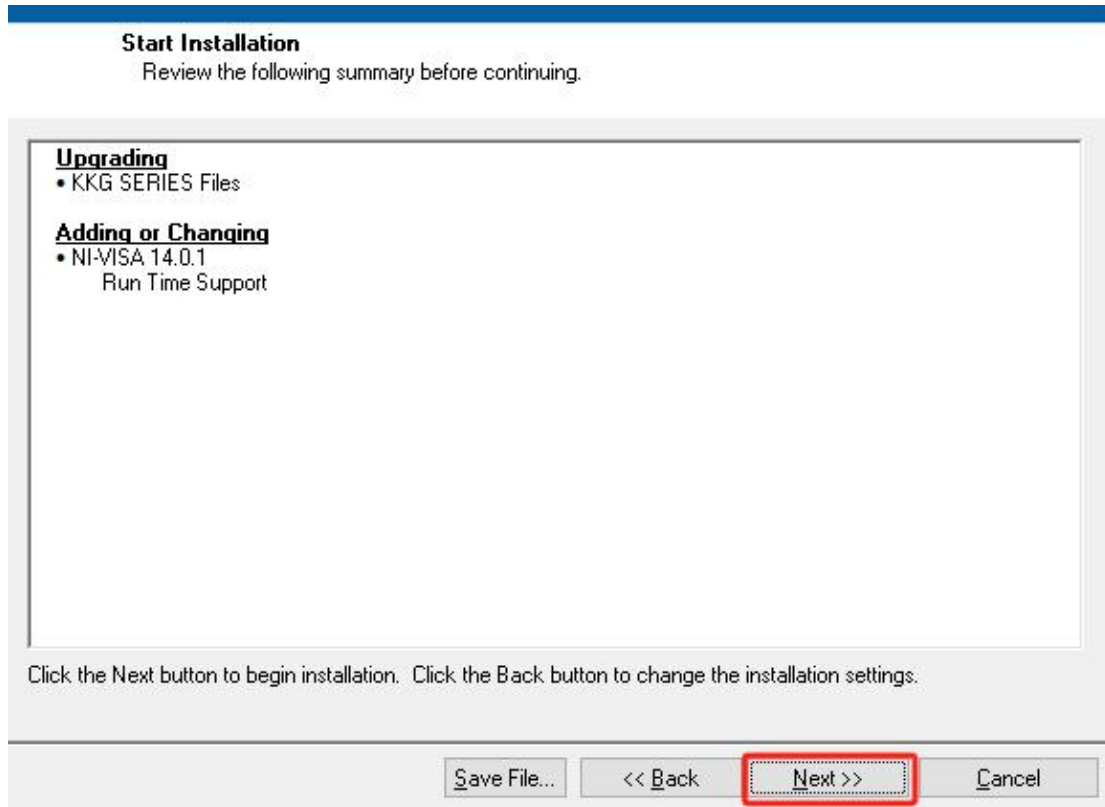 Start Installation
Review the following summary before continuing.
Upgrading
• KKG SERIES Files
Adding or Changing
• NI-VISA 14.0.1
Run Time Support
Click the Next button to begin installation. Click the Back button to change the installation settings.
Save File... << Back Next >> Cancel